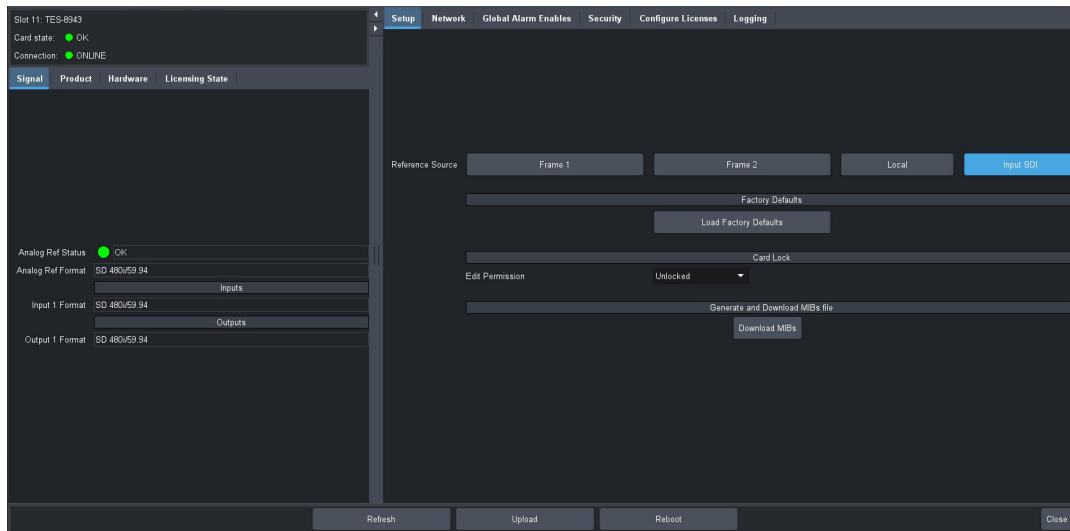 Slot 11: TES-8943
Card state: OK
Connection: ONLINE
Signal Product Hardware Licensing State
Analog Ref Status OK
Analog Ref Format SD 480i/59.94
Inputs
Input 1 Format SD 480i/59.94
Outputs
Output 1 Format SD 480i/59.94
Setup Network Global Alarm Enables Security Configure Licenses Logging
Reference Source Frame 1 Frame 2 Local Input SDI
Factory Defaults
Load Factory Defaults
Card Lock
Edit Permission Unlocked
Generate and Download MIBs file
Download MIBs
Refresh Upload Reboot Close